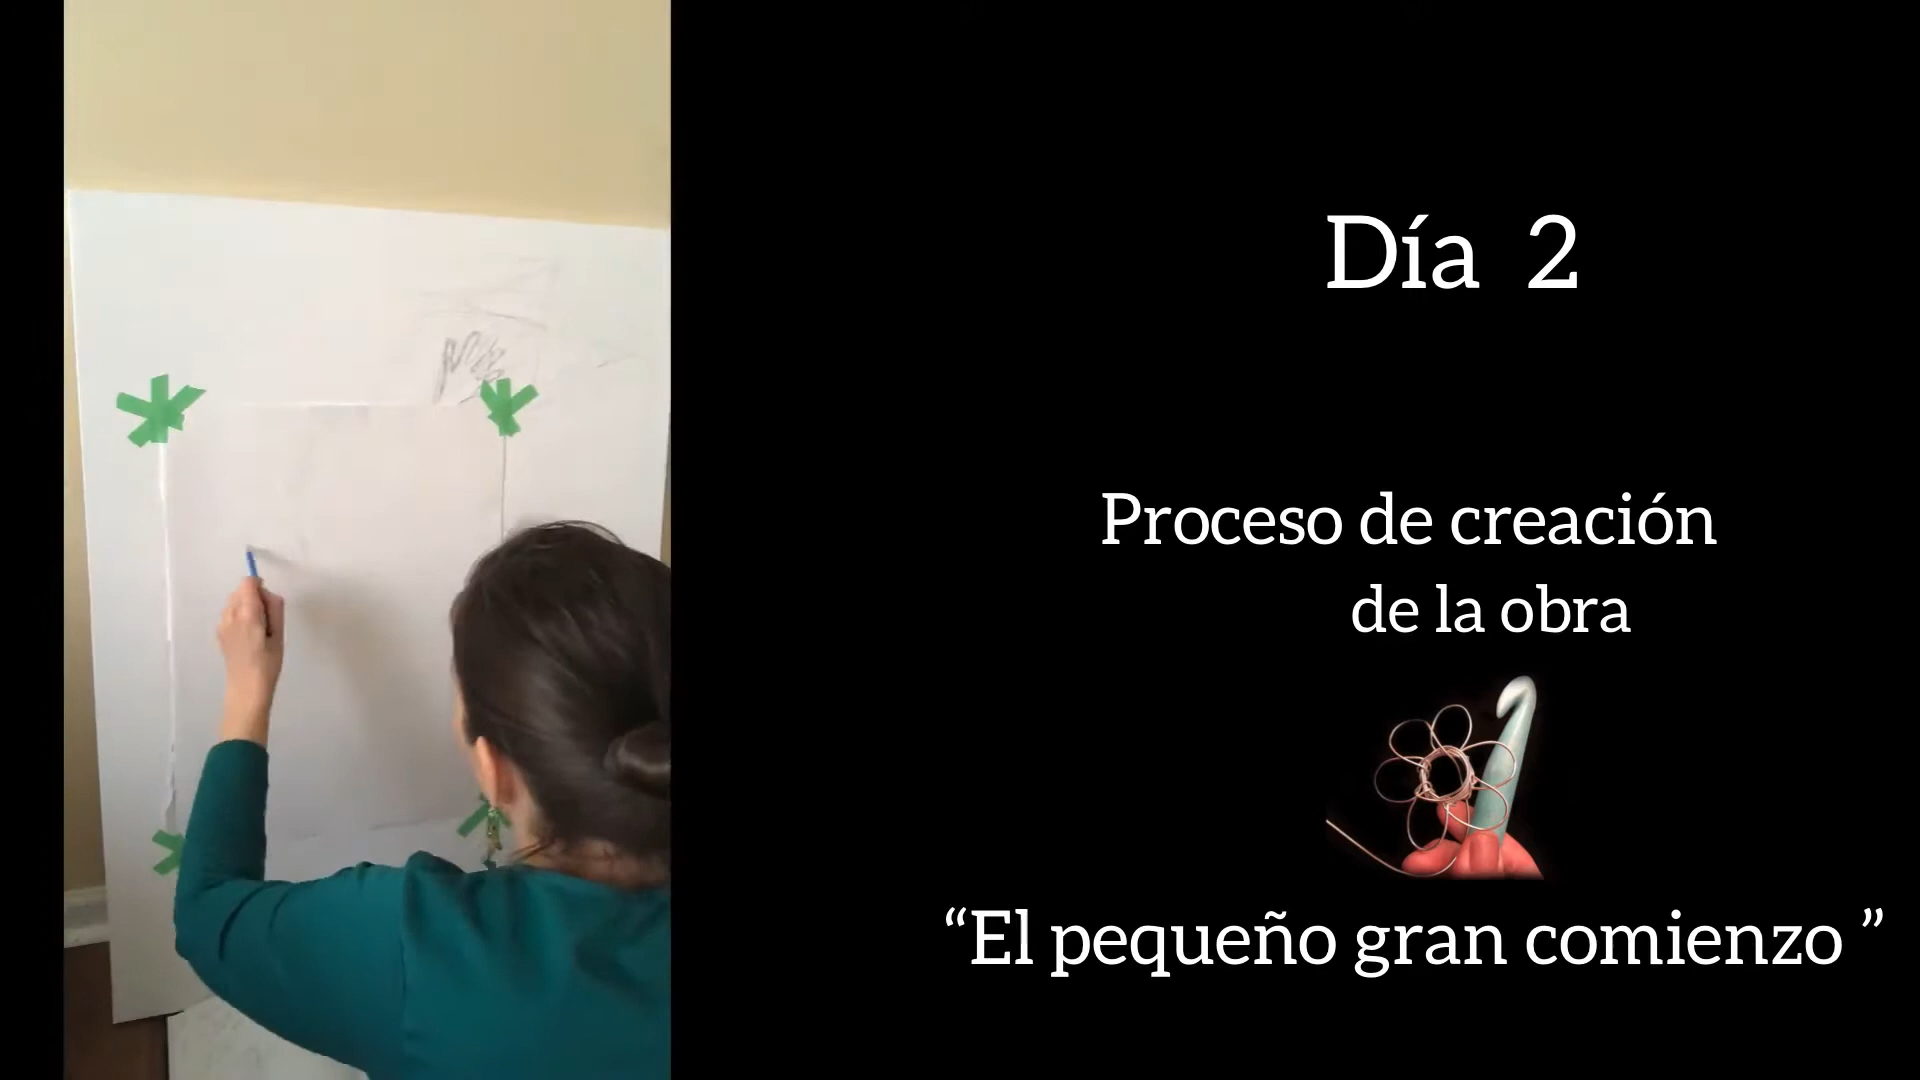 Día 2
Proceso de creación
de la obra
“El pequeño gran comienzo ”